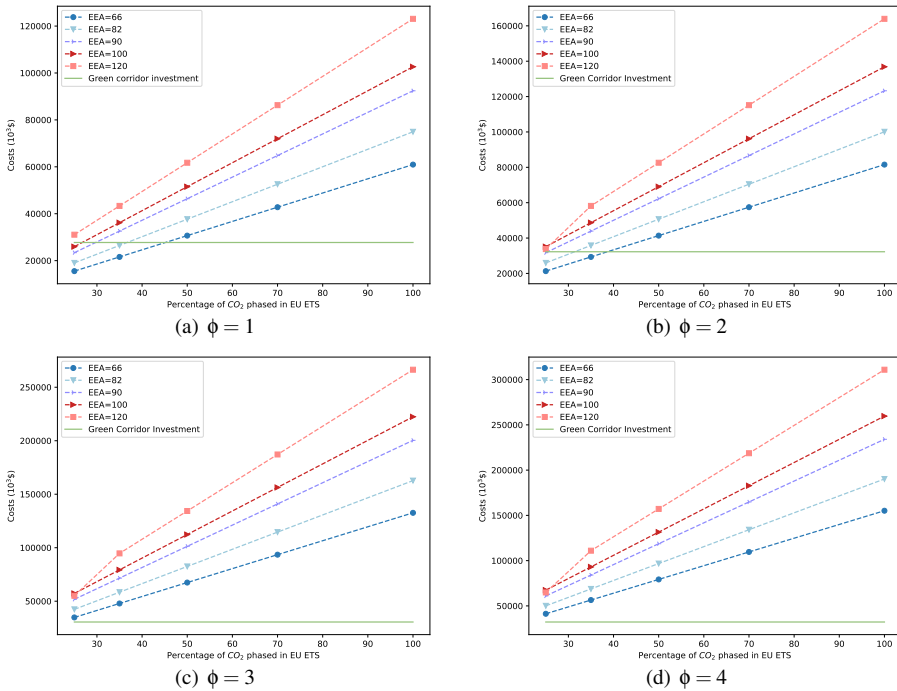 120000
100000
80000
60000
40000
20000
Costs (10³$)
EEA=66
EEA=82
EEA=90
EEA=100
EEA=120
Green corridor investment
30 40 50 60 70 80 90 100
Percentage of CO₂ phased in EU ETS
(a) ϕ = 1
160000
140000
120000
100000
80000
60000
40000
20000
Costs (10³$)
EEA=66
EEA=82
EEA=90
EEA=100
EEA=120
Green Corridor Investment
30 40 50 60 70 80 90 100
Percentage of CO₂ phased in EU ETS
(b) ϕ = 2
250000
200000
150000
100000
50000
Costs (10³$)
EEA=66
EEA=82
EEA=90
EEA=100
EEA=120
Green Corridor Investment
30 40 50 60 70 80 90 100
Percentage of CO₂ phased in EU ETS
(c) ϕ = 3
300000
250000
200000
150000
100000
50000
Costs (10³$)
EEA=66
EEA=82
EEA=90
EEA=100
EEA=120
Green Corridor Investment
30 40 50 60 70 80 90 100
Percentage of CO₂ phased in EU ETS
(d) ϕ = 4